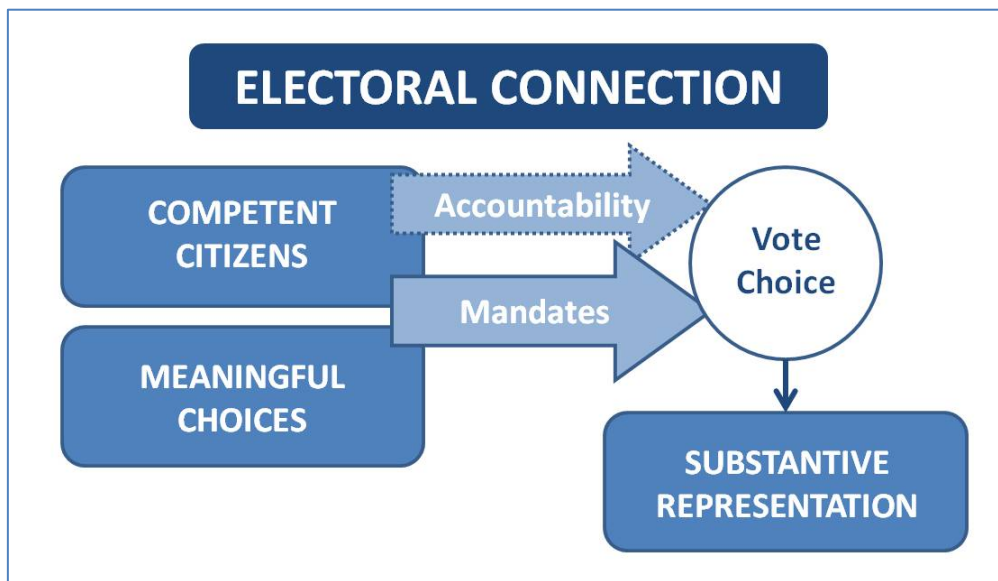 ELECTORAL CONNECTION
COMPETENT
CITIZENS
MEANINGFUL
CHOICES
Accountability
Mandates
Vote
Choice
SUBSTANTIVE
REPRESENTATION